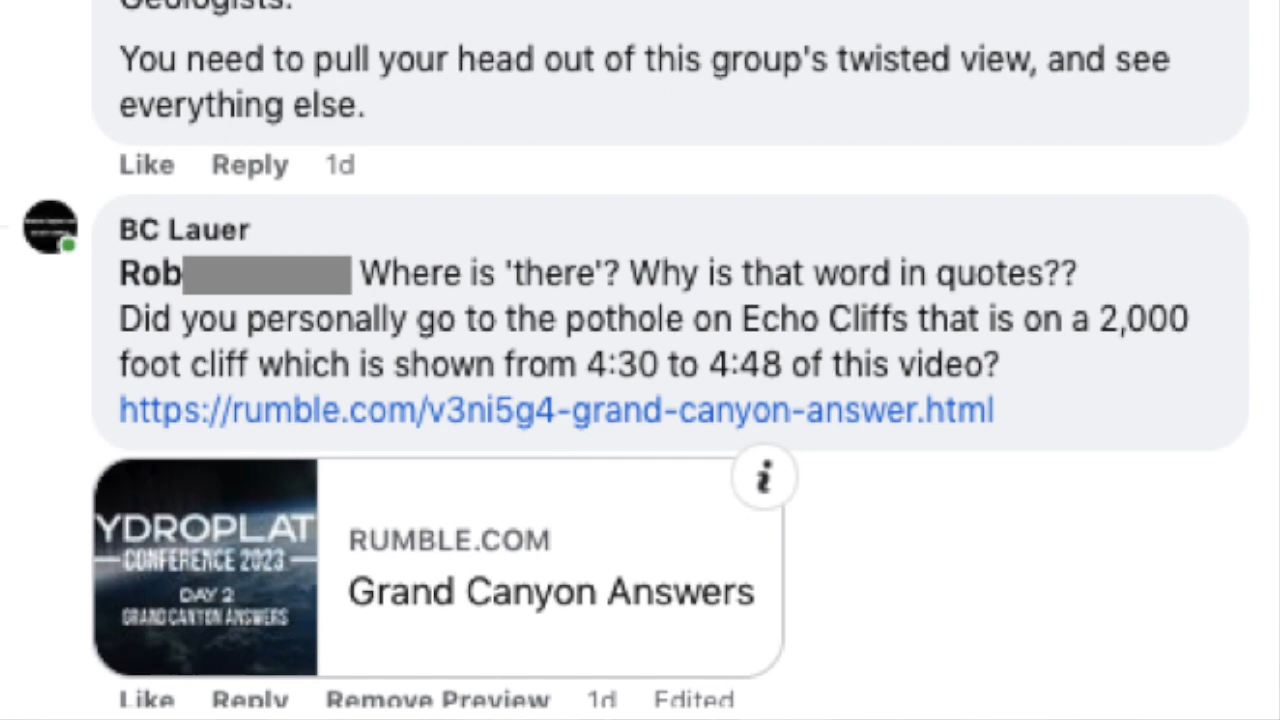 Geologists.
You need to pull your head out of this group's twisted view, and see
everything else.
Like Reply 1d
BC Lauer
Rob Where is 'there'? Why is that word in quotes??
Did you personally go to the pothole on Echo Cliffs that is on a 2,000
foot cliff which is shown from 4:30 to 4:48 of this video?
https://rumble.com/v3ni5g4-grand-canyon-answer.html
i
YDROPLAT
CONFERENCE 2023
DAY 2
GRAND CANYON ANSWERS
RUMBLE.COM
Grand Canyon Answers
Like Reply Remove Preview 1d Edited